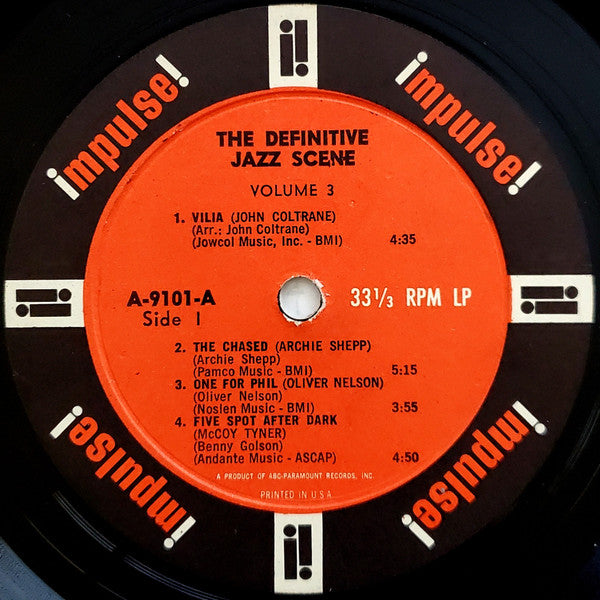 impulse!
impulse!
THE DEFINITIVE
JAZZ SCENE
VOLUME 3
1. VILIA (JOHN COLTRANE)
(Arr.: John Coltrane)
(Jowcol Music, Inc. - BMI) 4:35
A-9101-A
Side 1
33 1/3 RPM LP
2. THE CHASED (ARCHIE SHEPP)
(Archie Shepp)
(Pamco Music - BMI) 5:15
3. ONE FOR PHIL (OLIVER NELSON)
(Oliver Nelson)
(Noslen Music - BMI) 3:55
4. FIVE SPOT AFTER DARK
(McCOY TYNER)
(Benny Golson)
(Andante Music - ASCAP) 4:50
A PRODUCT OF ABC-PARAMOUNT RECORDS, INC.
PRINTED IN U.S.A.
impulse!
impulse!